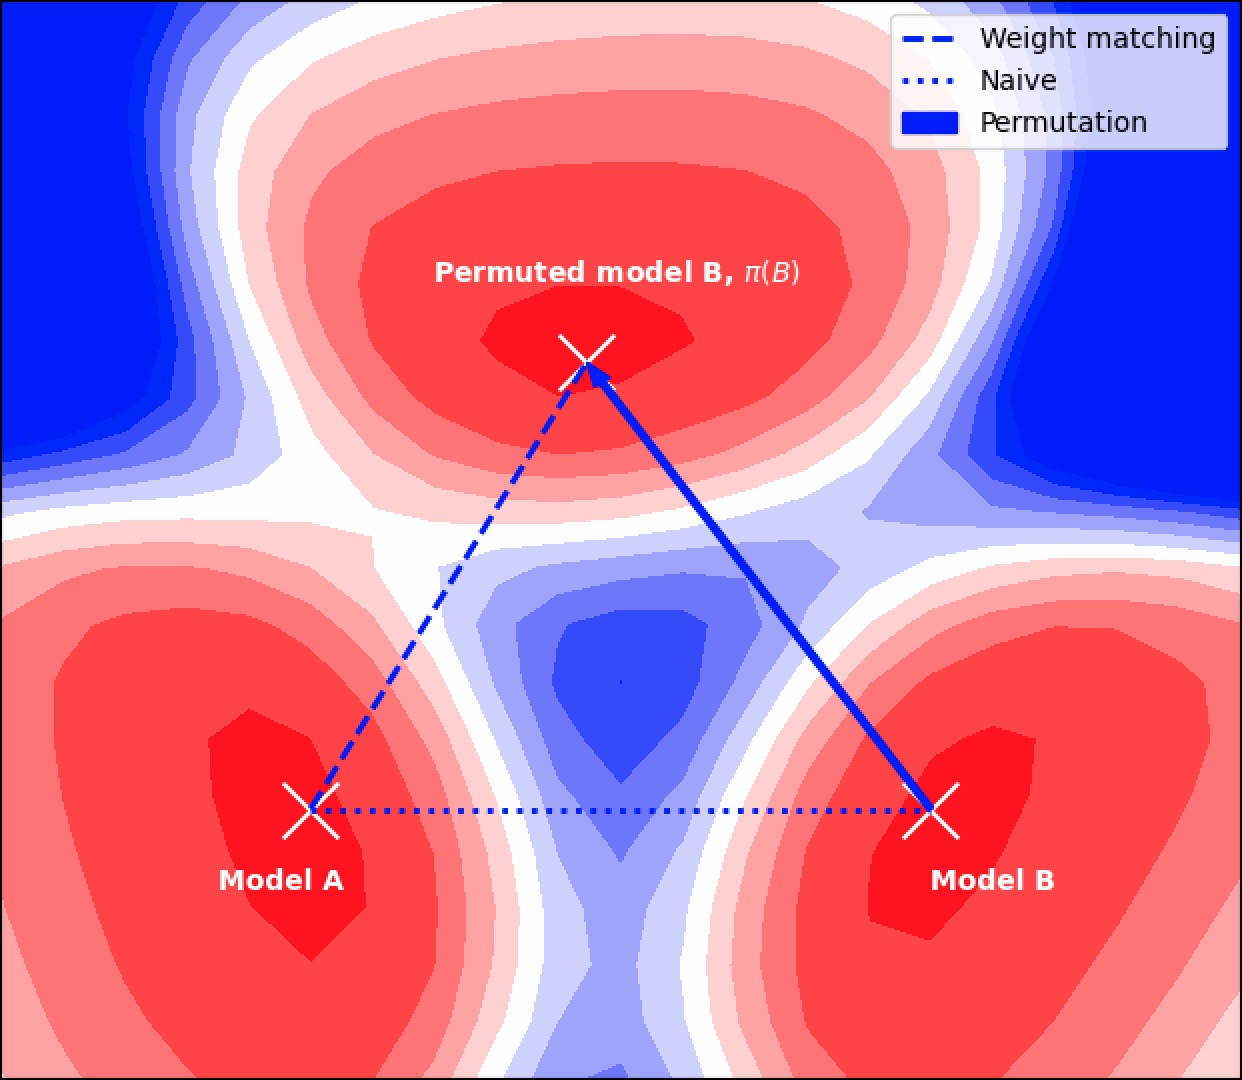 Weight matching
Naive
Permutation
Permuted model B, π(B)
Model A
Model B